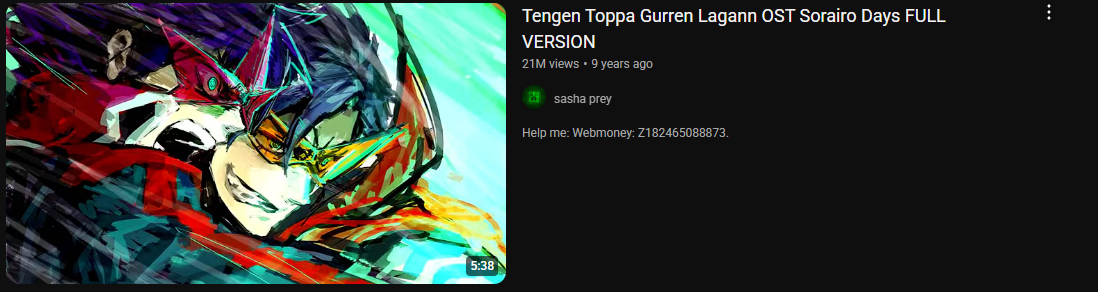 Tengen Toppa Gurren Lagann OST Sorairo Days FULL
VERSION
21M views • 9 years ago
sasha prey
Help me: Webmoney: Z182465088873.
5:38